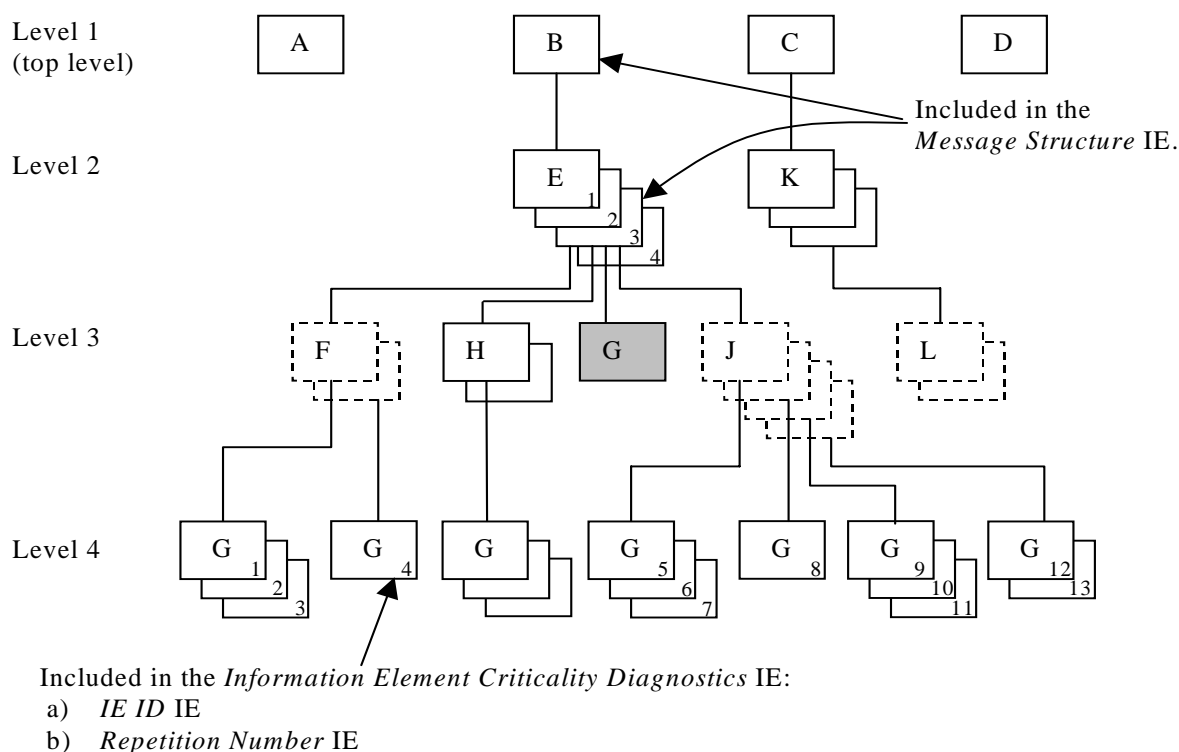 Level 1
(top level)
A
B
C
D
Included in the
Message Structure IE.
Level 2
E
1
2
3
4
K
Level 3
F
H
G
J
L
Level 4
G
1
2
3
G
4
G
G
5
6
7
G
8
G
9
10
11
G
12
13
Included in the Information Element Criticality Diagnostics IE:
a) IE ID IE
b) Repetition Number IE